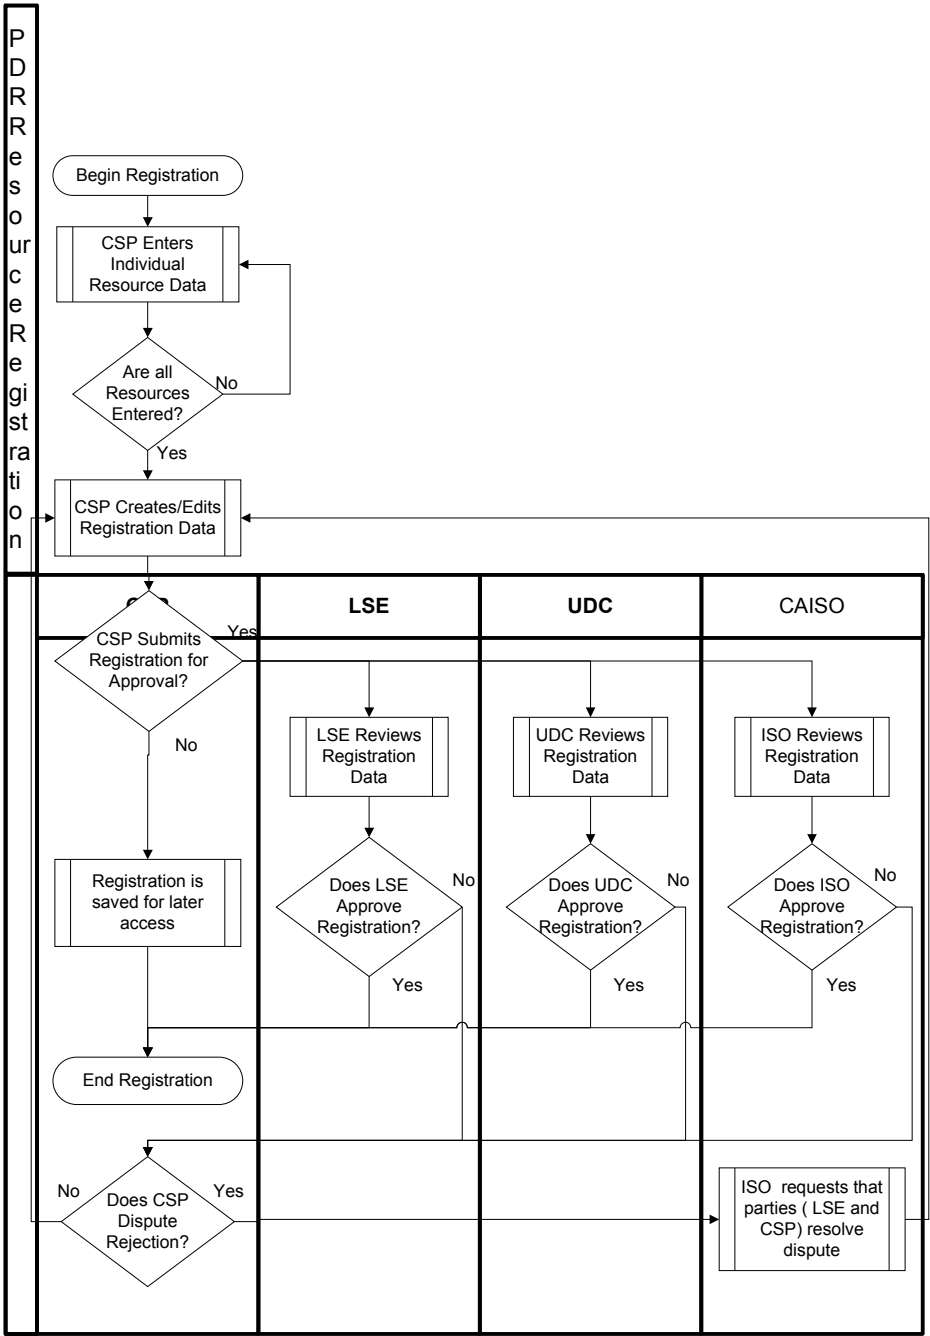 P
D
R
R
e
s
o
ur
c
e
R
e
gi
st
ra
ti
o
n
Begin Registration
CSP Enters
Individual
Resource Data
Are all
Resources
Entered?
No
Yes
CSP Creates/Edits
Registration Data
LSE
UDC
CAISO
CSP Submits
Registration for
Approval?
Yes
No
LSE Reviews
Registration
Data
UDC Reviews
Registration
Data
ISO Reviews
Registration
Data
Registration is
saved for later
access
Does LSE
Approve
Registration?
No
Yes
Does UDC
Approve
Registration?
No
Yes
Does ISO
Approve
Registration?
No
Yes
End Registration
Does CSP
Dispute
Rejection?
No
Yes
ISO requests that
parties ( LSE and
CSP) resolve
dispute